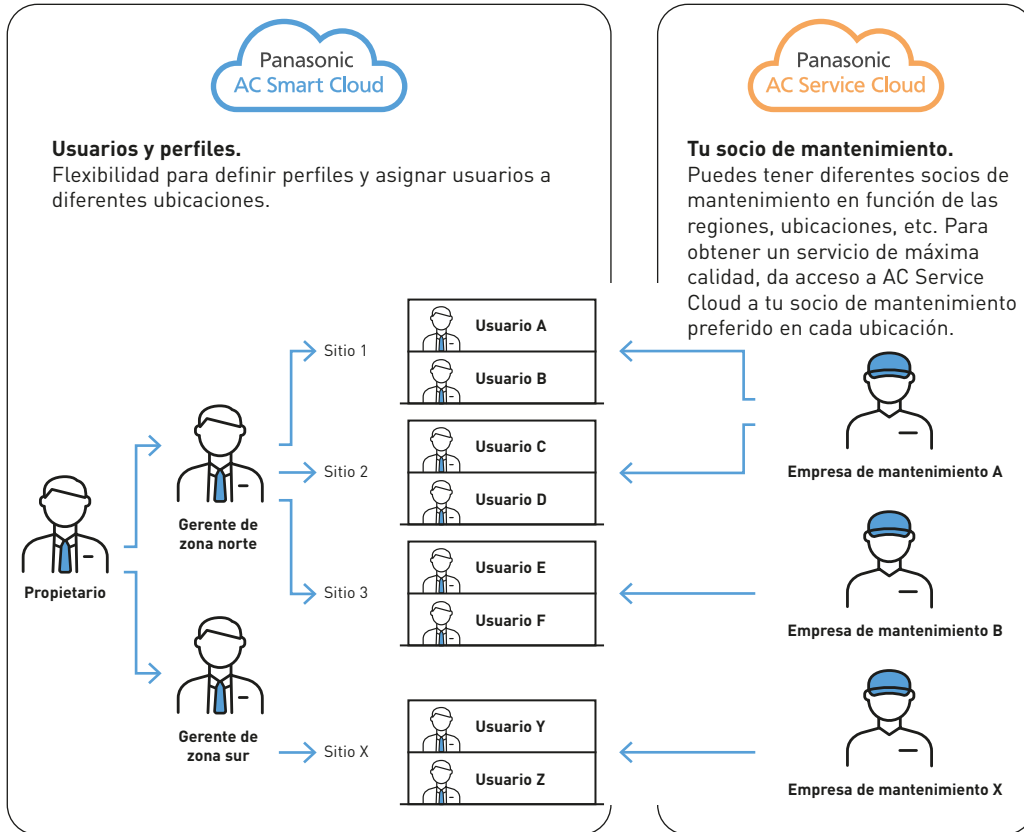 Panasonic
AC Smart Cloud
Usuarios y perfiles.
Flexibilidad para definir perfiles y asignar usuarios a
diferentes ubicaciones.
Propietario
Gerente de
zona norte
Gerente de
zona sur
Sitio 1
Usuario A
Usuario B
Sitio 2
Usuario C
Usuario D
Sitio 3
Usuario E
Usuario F
Sitio X
Usuario Y
Usuario Z
Panasonic
AC Service Cloud
Tu socio de mantenimiento.
Puedes tener diferentes socios de
mantenimiento en función de las
regiones, ubicaciones, etc. Para
obtener un servicio de máxima
calidad, da acceso a AC Service
Cloud a tu socio de mantenimiento
preferido en cada ubicación.
Empresa de mantenimiento A
Empresa de mantenimiento B
Empresa de mantenimiento X